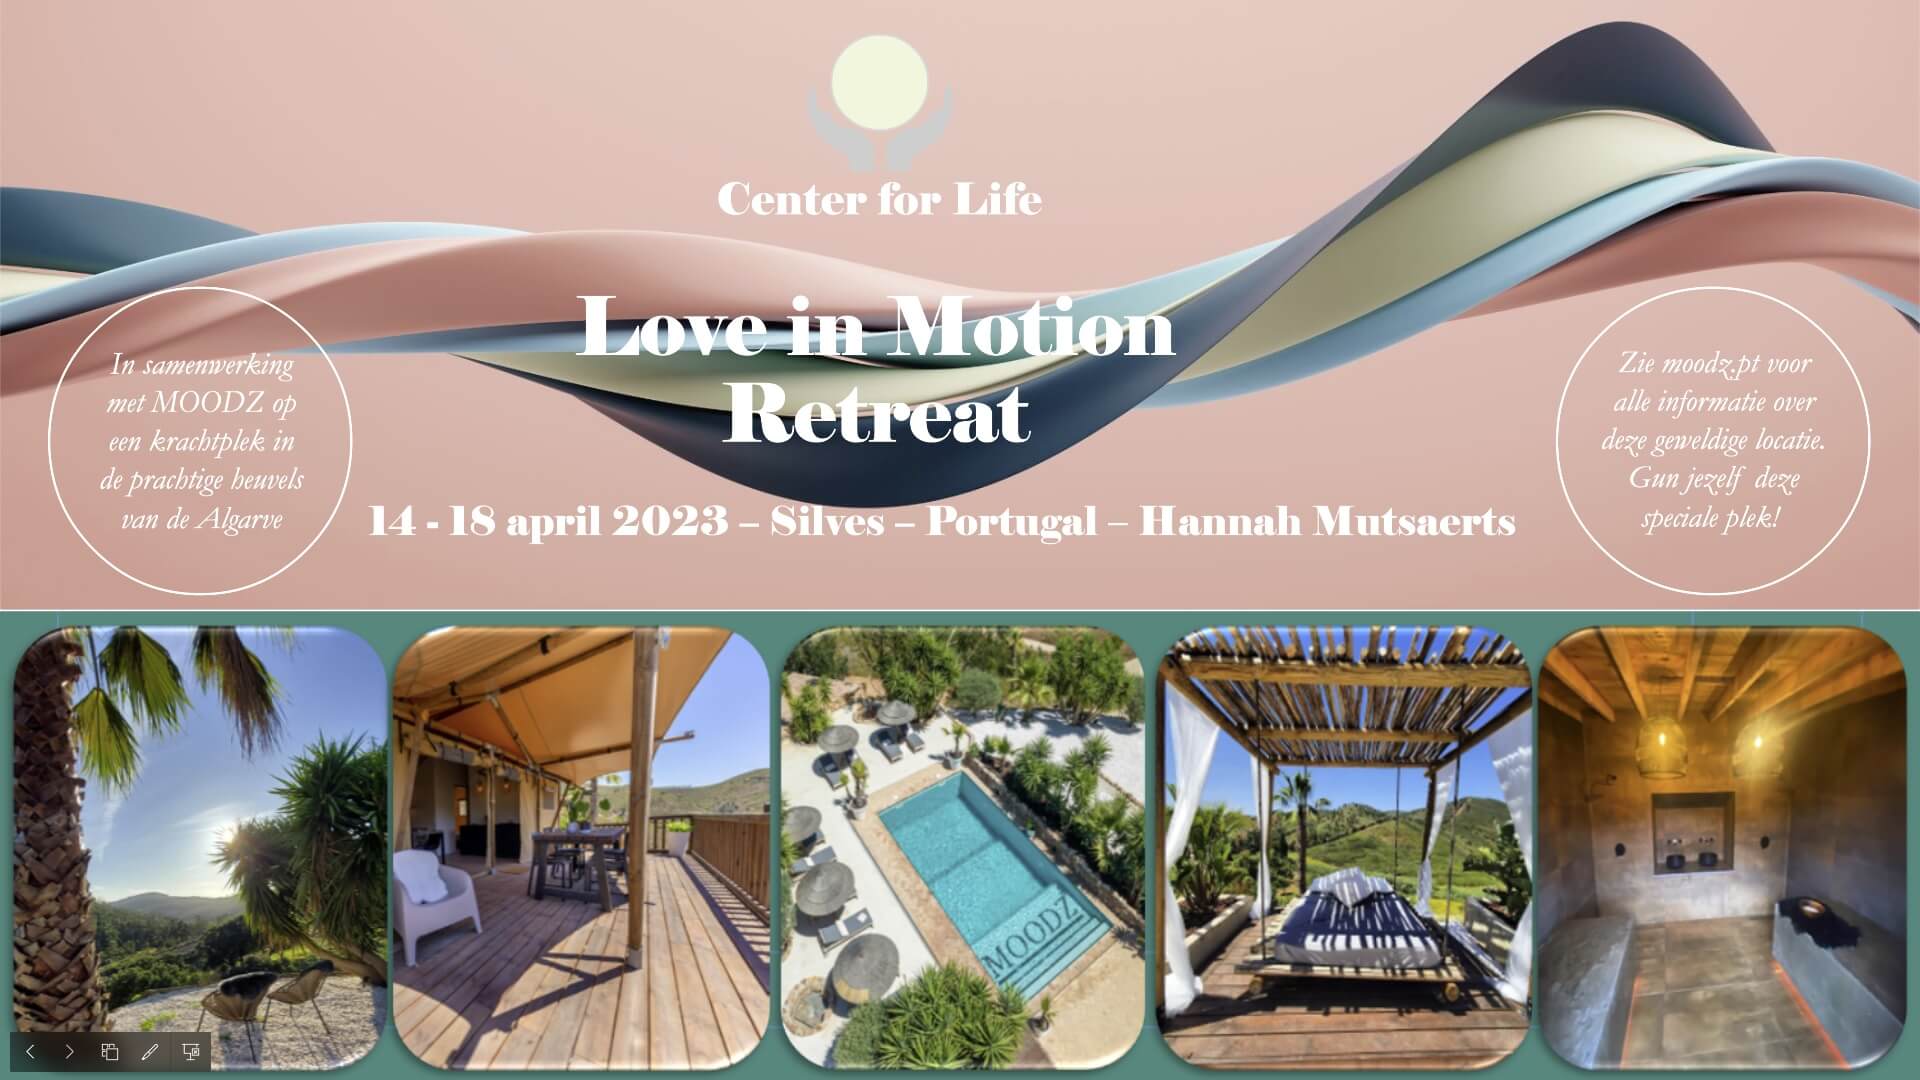 Center for Life
Love in Motion
Retreat
In samenwerking
met MOODZ op
een krachtplek in
de prachtige heuvels
van de Algarve
Zie moodz.pt voor
alle informatie over
deze geweldige locatie.
Gun jezelf deze
speciale plek!
14 - 18 april 2023 – Silves – Portugal – Hannah Mutsaerts
MOODZ